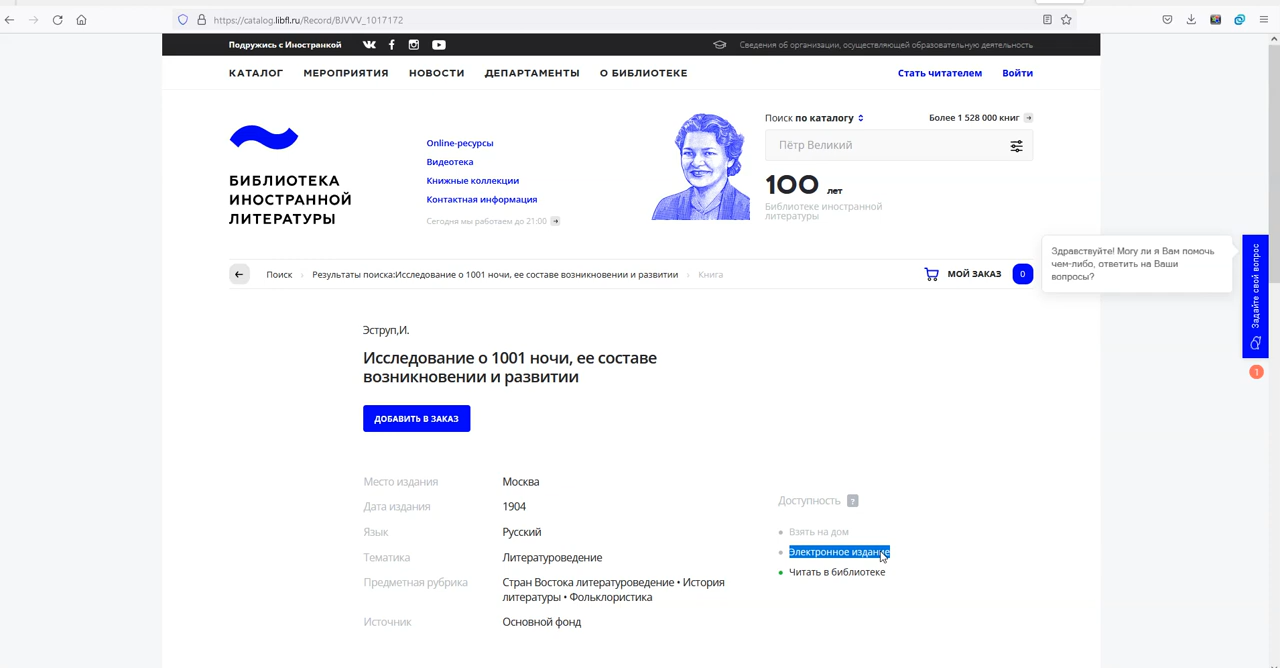 https://catalog.libfl.ru/Record/BJVVV_1017172
Подружись с Иностранкой
Сведения об организации, осуществляющей образовательную деятельность
КАТАЛОГ МЕРОПРИЯТИЯ НОВОСТИ ДЕПАРТАМЕНТЫ О БИБЛИОТЕКЕ Стать читателем Войти
Поиск по каталогу Более 1 528 000 книг
Пётр Великий
БИБЛИОТЕКА
ИНОСТРАННОЙ
ЛИТЕРАТУРЫ
Online-ресурсы
Видеотека
Книжные коллекции
Контактная информация
Сегодня мы работаем до 21:00
100 лет
Библиотеке иностранной
литературы
Здравствуйте! Могу ли я Вам помочь
чем-либо, ответить на Ваши
вопросы?
Задайте свой вопрос
1
Поиск › Результаты поиска:Исследование о 1001 ночи, ее составе возникновении и развитии › Книга
МОЙ ЗАКАЗ 0
Эструп,И.
Исследование о 1001 ночи, ее составе
возникновении и развитии
ДОБАВИТЬ В ЗАКАЗ
Место издания Москва
Дата издания 1904
Язык Русский
Тематика Литературоведение
Предметная рубрика Стран Востока литературоведение • История
литературы • Фольклористика
Источник Основной фонд
Доступность ?
Взять на дом
Электронное издание
Читать в библиотеке